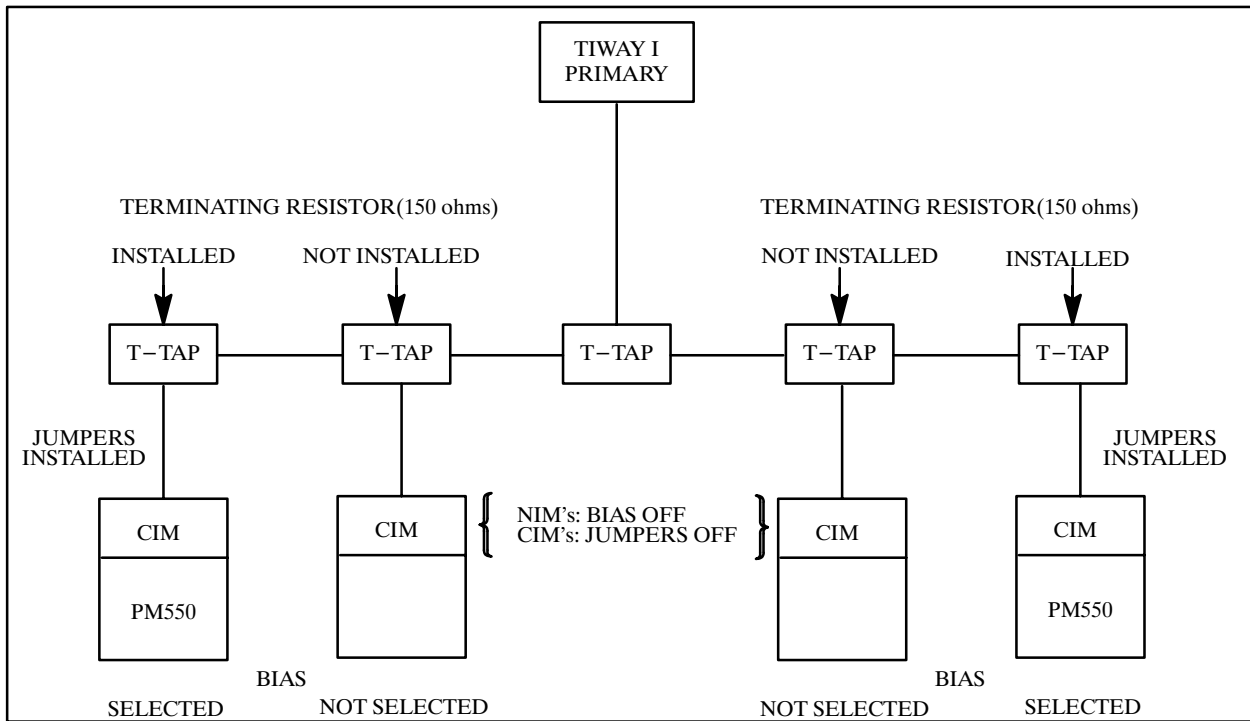 TIWAY I
PRIMARY
TERMINATING RESISTOR(150 ohms)
TERMINATING RESISTOR(150 ohms)
INSTALLED
NOT INSTALLED
NOT INSTALLED
INSTALLED
T−TAP
T−TAP
T−TAP
T−TAP
T−TAP
JUMPERS
INSTALLED
JUMPERS
INSTALLED
CIM
CIM
NIM's: BIAS OFF
CIM's: JUMPERS OFF
CIM
CIM
PM550
PM550
BIAS
BIAS
SELECTED
NOT SELECTED
NOT SELECTED
SELECTED